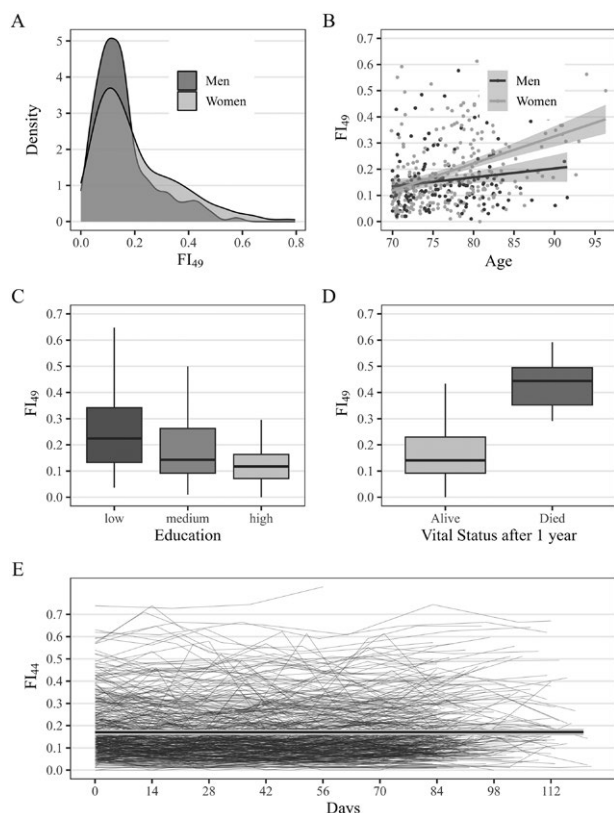 A
Density
5
4
3
2
1
0
Men
Women
0.0 0.2 0.4 0.6 0.8
FI49
B
FI49
0.7
0.6
0.5
0.4
0.3
0.2
0.1
0.0
Men
Women
70 75 80 85 90 95
Age
C
FI49
0.7
0.6
0.5
0.4
0.3
0.2
0.1
0.0
low medium high
Education
D
FI49
0.7
0.6
0.5
0.4
0.3
0.2
0.1
0.0
Alive Died
Vital Status after 1 year
E
FI44
0.7
0.6
0.5
0.4
0.3
0.2
0.1
0.0
0 14 28 42 56 70 84 98 112
Days